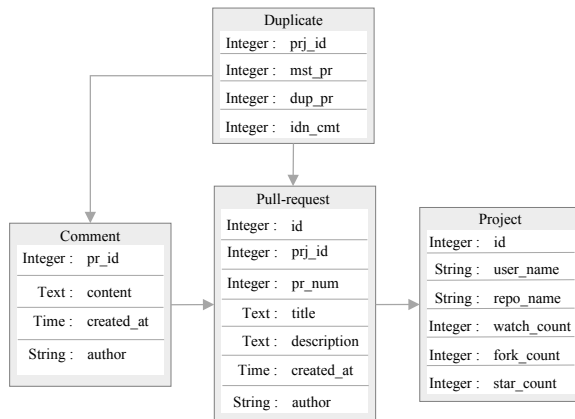 Duplicate
Integer : prj_id
Integer : mst_pr
Integer : dup_pr
Integer : idn_cmt
Comment
Integer : pr_id
Text : content
Time : created_at
String : author
Pull-request
Integer : id
Integer : prj_id
Integer : pr_num
Text : title
Text : description
Time : created_at
String : author
Project
Integer : id
String : user_name
String : repo_name
Integer : watch_count
Integer : fork_count
Integer : star_count